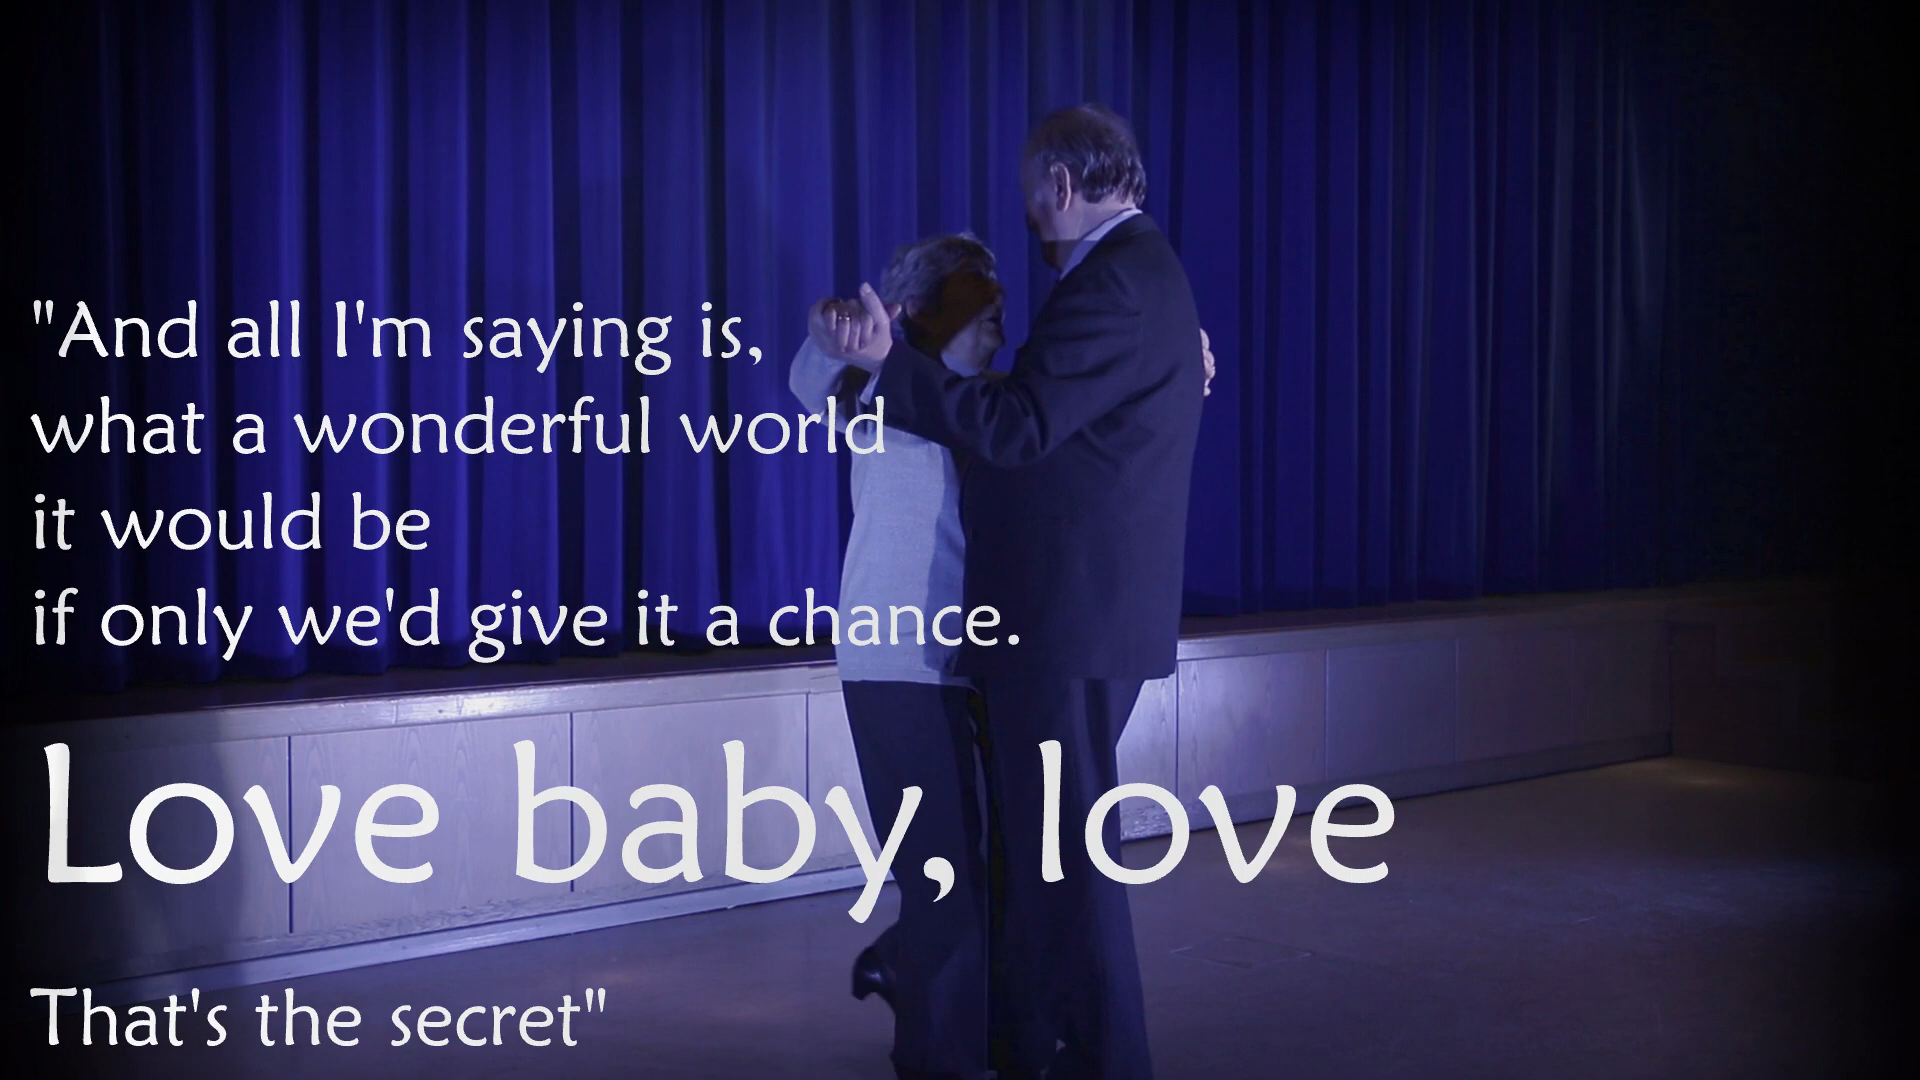 "And all I'm saying is,
what a wonderful world
it would be
if only we'd give it a chance.
Love baby, love
That's the secret"